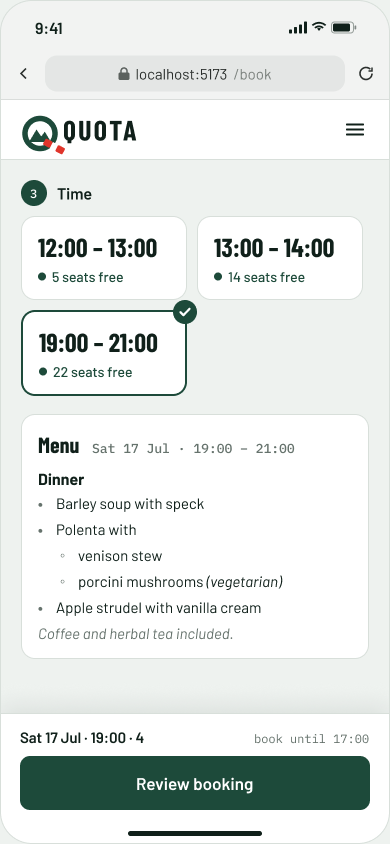 9:41
localhost:5173/book
QUOTA
3 Time
12:00 – 13:00
5 seats free
13:00 – 14:00
14 seats free
19:00 – 21:00
22 seats free
Menu Sat 17 Jul · 19:00 – 21:00
Dinner
• Barley soup with speck
• Polenta with
◦ venison stew
◦ porcini mushrooms (vegetarian)
• Apple strudel with vanilla cream
Coffee and herbal tea included.
Sat 17 Jul · 19:00 · 4
book until 17:00
Review booking